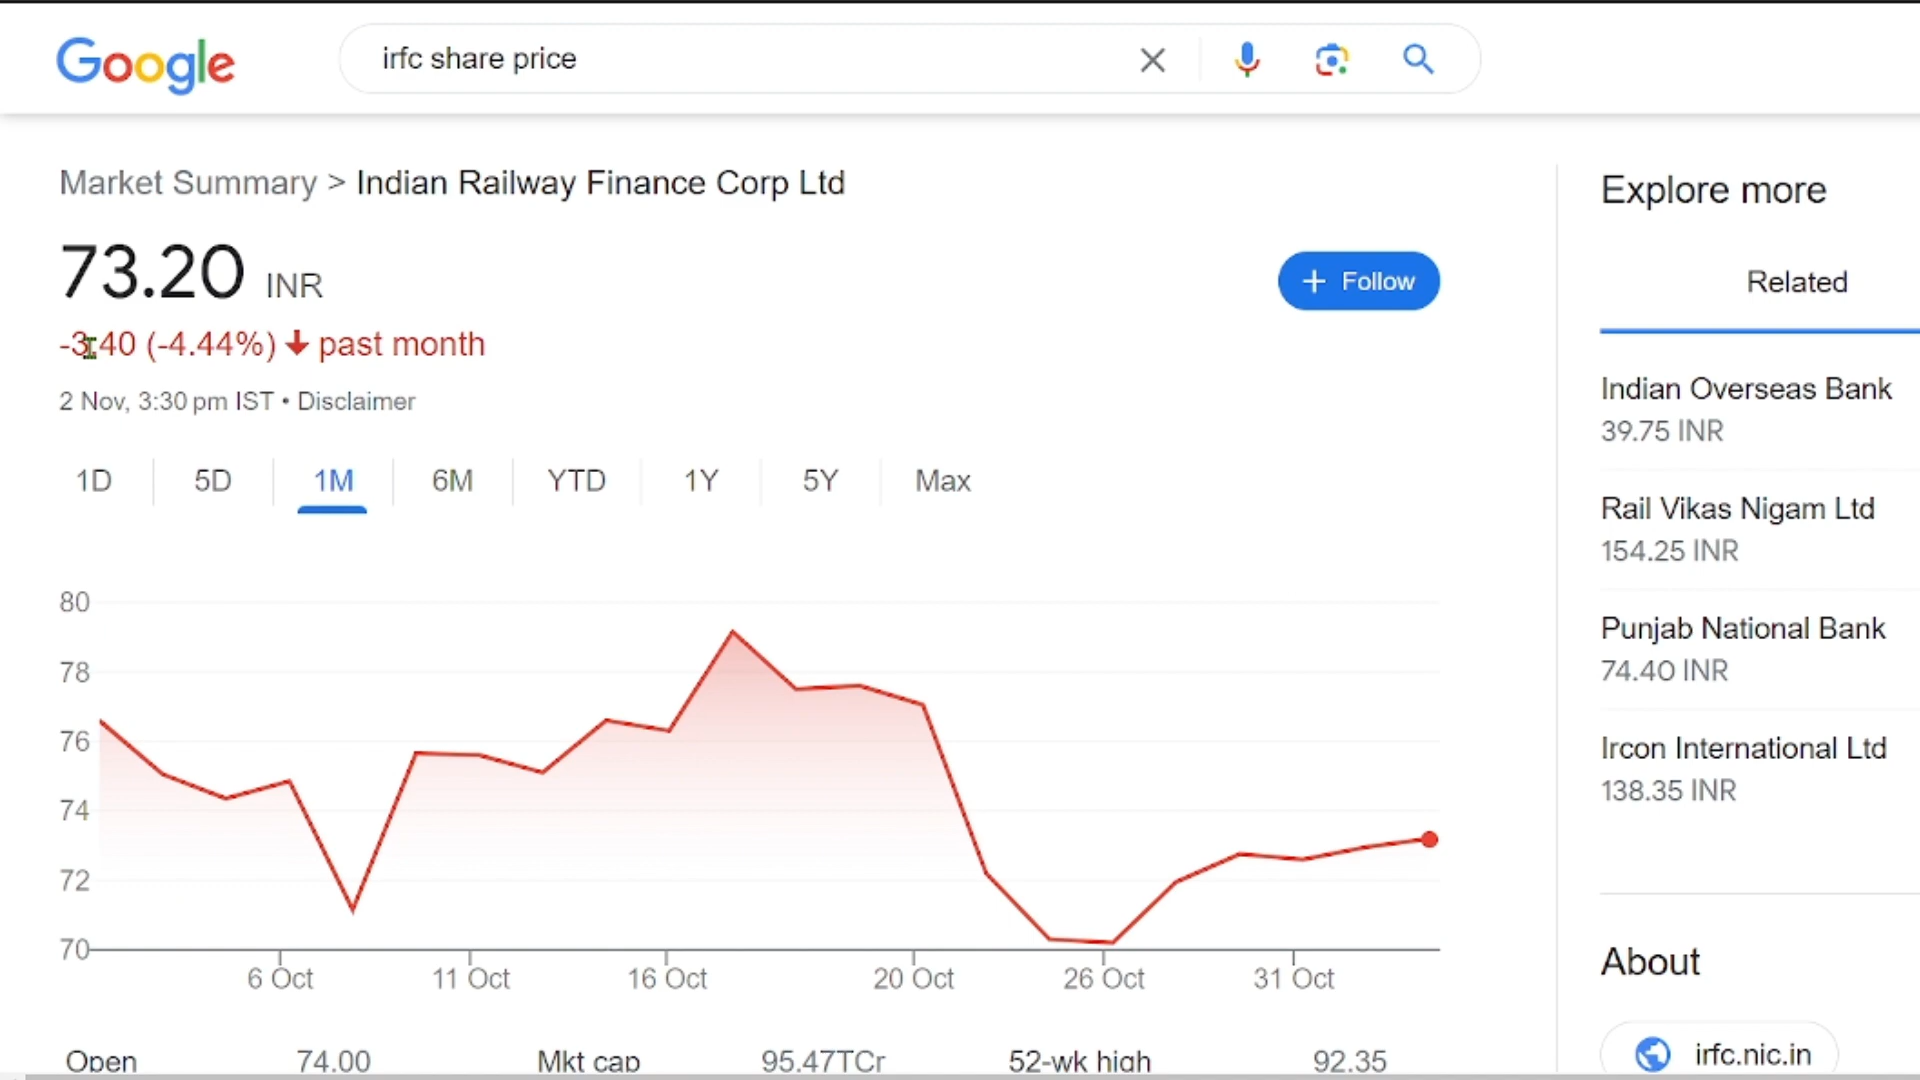 Google
irfc share price
Market Summary > Indian Railway Finance Corp Ltd
73.20 INR
+ Follow
-3.40 (-4.44%) past month
2 Nov, 3:30 pm IST • Disclaimer
1D 5D 1M 6M YTD 1Y 5Y Max
80
78
76
74
72
70
6 Oct 11 Oct 16 Oct 20 Oct 26 Oct 31 Oct
Open 74.00 Mkt cap 95.47TCr 52-wk high 92.35
Explore more
Related
Indian Overseas Bank
39.75 INR
Rail Vikas Nigam Ltd
154.25 INR
Punjab National Bank
74.40 INR
Ircon International Ltd
138.35 INR
About
irfc.nic.in